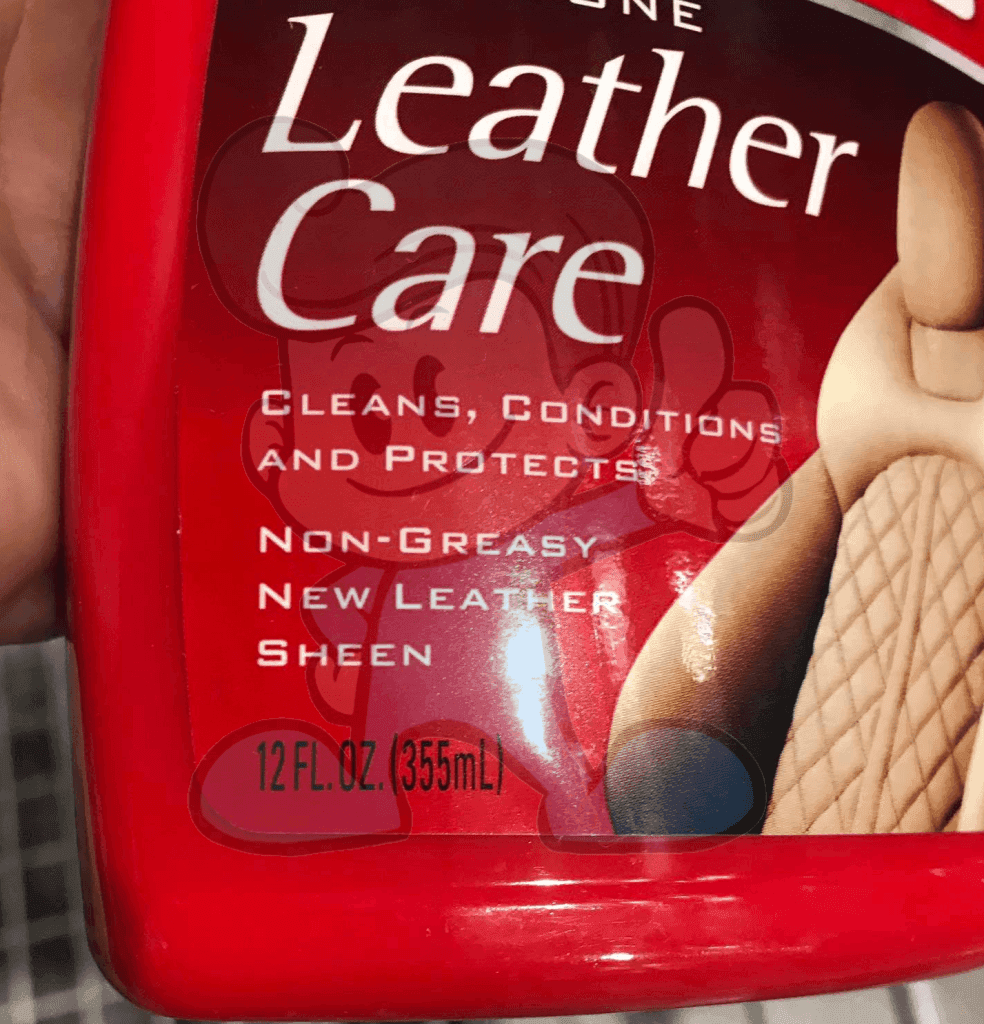 Leather
Care
CLEANS, CONDITIONS
AND PROTECTS
NON-GREASY
NEW LEATHER
SHEEN
12 FL. OZ. (355mL)